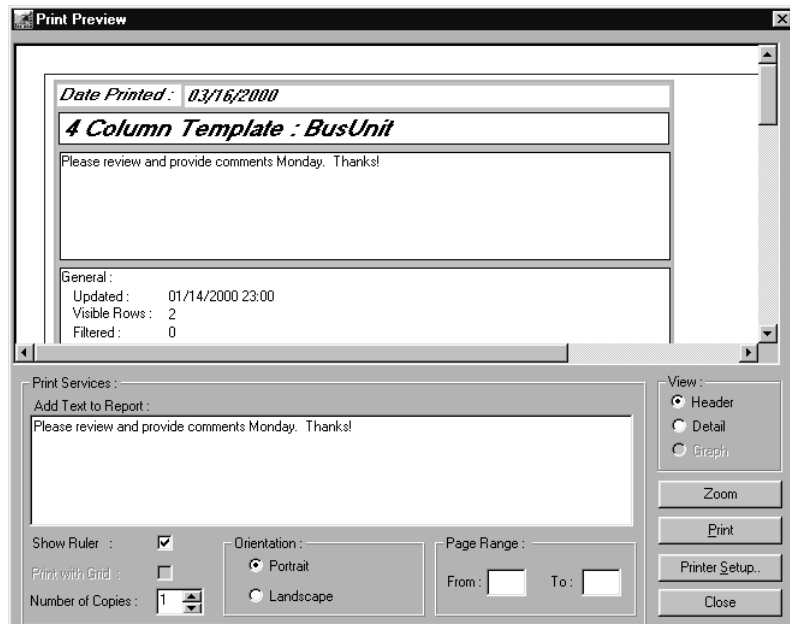 Print Preview
Date Printed : 03/16/2000
4 Column Template : BusUnit
Please review and provide comments Monday. Thanks!
General :
Updated : 01/14/2000 23:00
Visible Rows : 2
Filtered : 0
Print Services :
Add Text to Report :
Please review and provide comments Monday. Thanks!
Show Ruler :
Print with Grid :
Number of Copies : 1
Orientation :
Portrait
Landscape
Page Range :
From : To :
View :
Header
Detail
Graph
Zoom
Print
Printer Setup..
Close